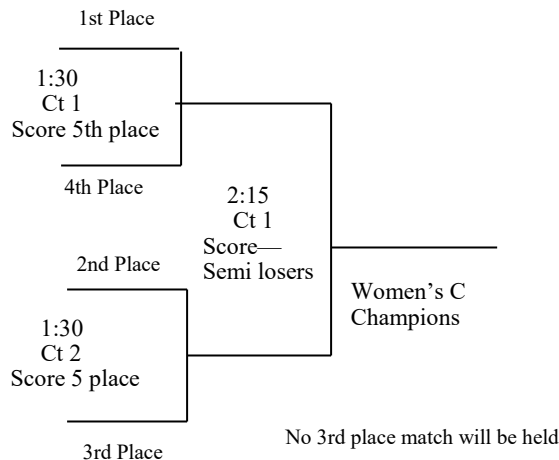 1st Place
1:30
Ct 1
Score 5th place
4th Place
2:15
Ct 1
Score—
Semi losers
2nd Place
1:30
Ct 2
Score 5 place
3rd Place
Women's C
Champions
No 3rd place match will be held